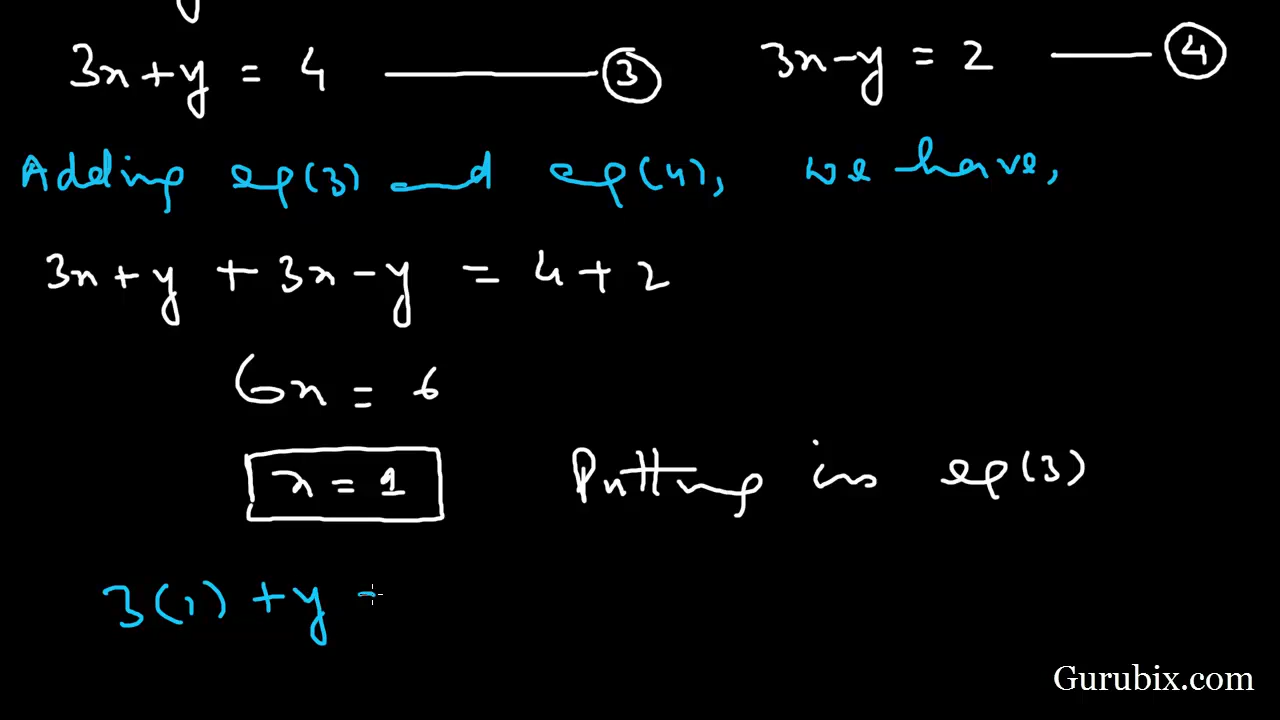 3x + y = 4 ——— ③ 3x - y = 2 —— ④
Adding eq(3) and eq(4), we have,
3x + y + 3x - y = 4 + 2
6x = 6
x = 1 Putting in eq(3)
3(1) + y -
Gurubix.com